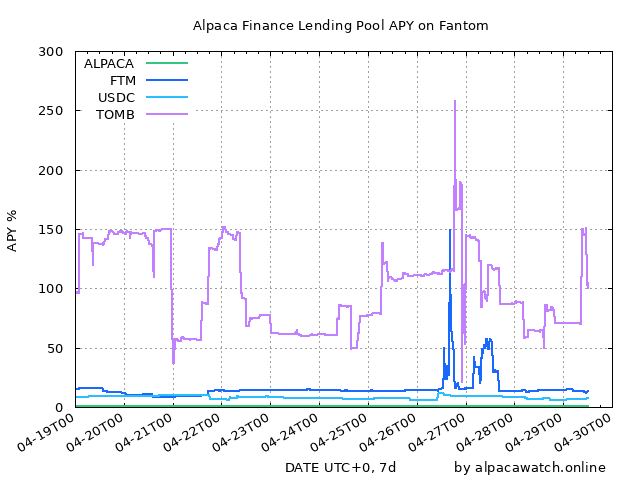 Alpaca Finance Lending Pool APY on Fantom
300
250
200
150
100
50
0
APY %
ALPACA
FTM
USDC
TOMB
04-19T00
04-20T00
04-21T00
04-22T00
04-23T00
04-24T00
04-25T00
04-26T00
04-27T00
04-28T00
04-29T00
04-30T00
DATE UTC+0, 7d
by alpacawatch.online